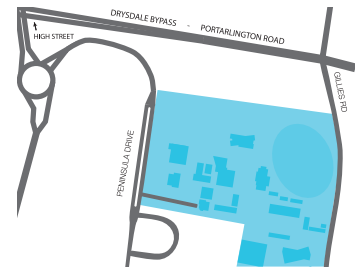 DRYSDALE BYPASS - PORTARLINGTON ROAD
HIGH STREET
GILLIES RD
PENINSULA DRIVE